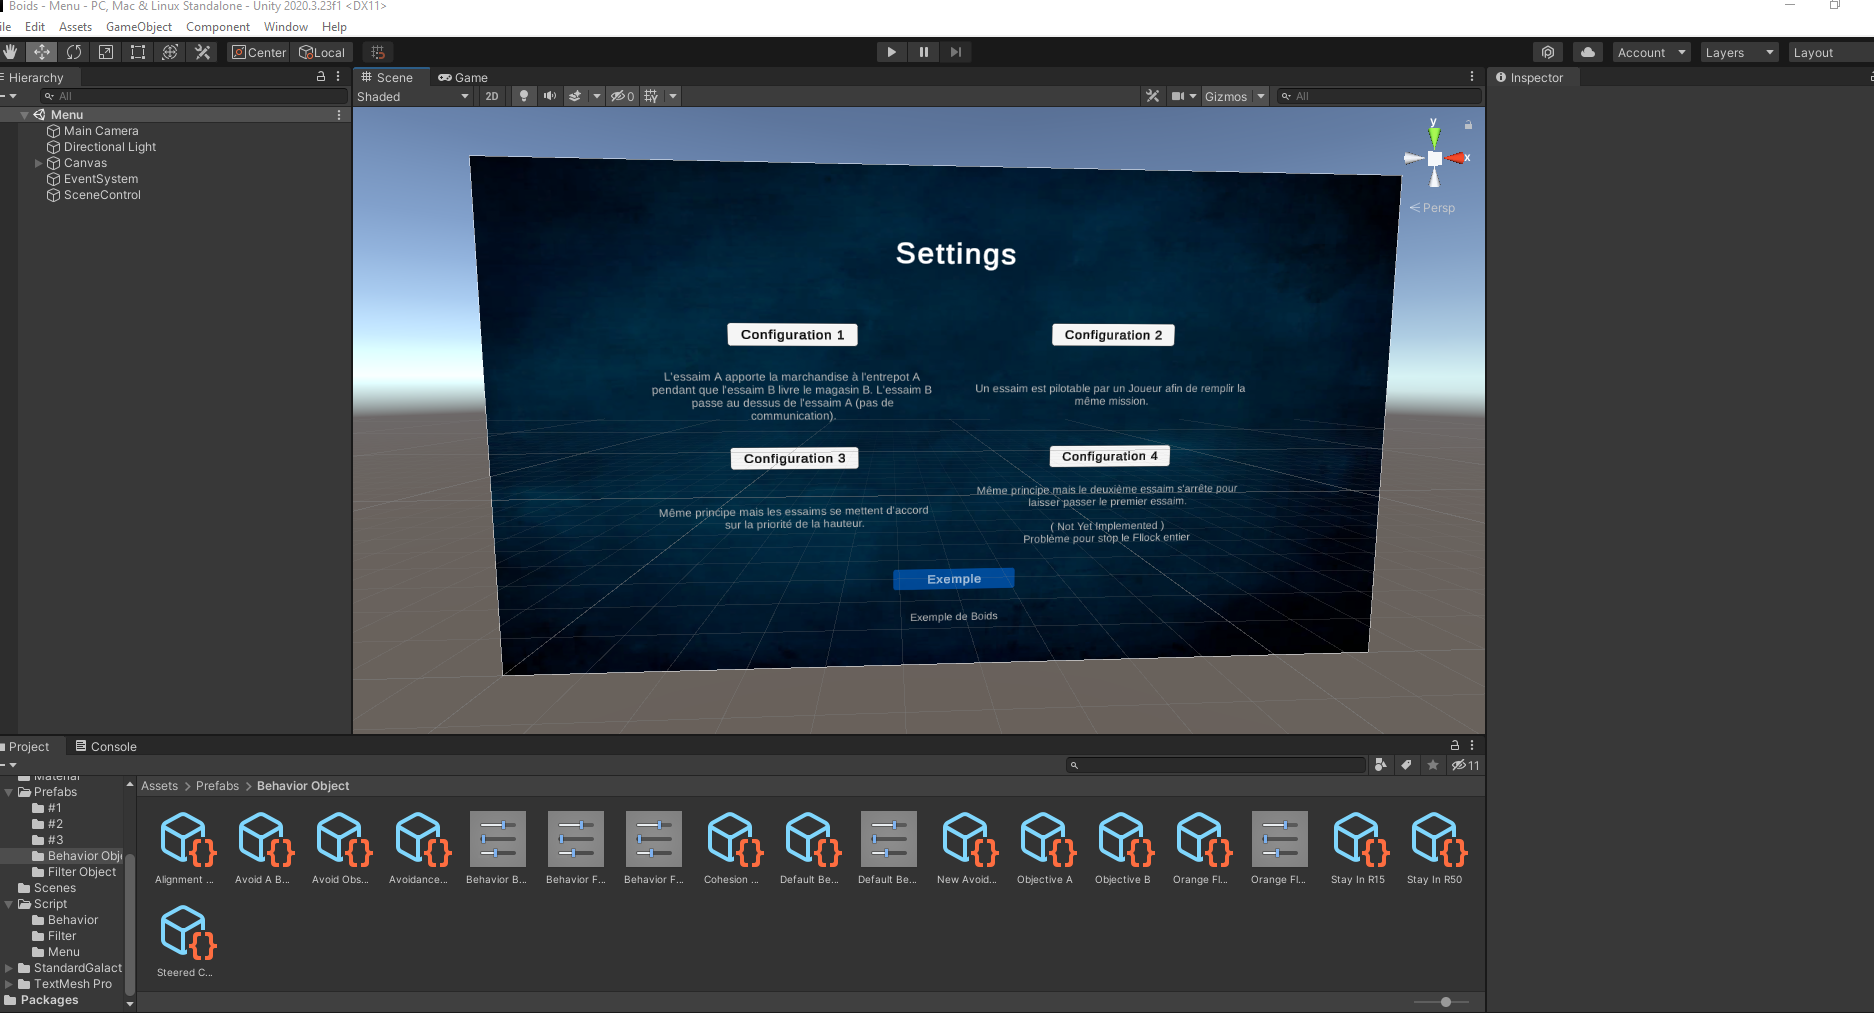 Boids - Menu - PC, Mac & Linux Standalone - Unity 2020.3.23f1 <DX11>
ile Edit Assets GameObject Component Window Help
Center Local Account Layers Layout
Hierarchy
All
Menu
Main Camera
Directional Light
Canvas
EventSystem
SceneControl
Scene Game
Shaded 2D 0 Gizmos All
y
x
Persp
Settings
Configuration 1
L'essaim A apporte la marchandise à l'entrepot A
pendant que l'essaim B livre le magasin B. L'essaim B
passe au dessus de l'essaim A (pas de
communication).
Configuration 2
Un essaim est pilotable par un Joueur afin de remplir la
même mission.
Configuration 3
Même principe mais les essaims se mettent d'accord
sur la priorité de la hauteur.
Configuration 4
Même principe mais le deuxième essaim s'arrête pour
laisser passer le premier essaim.
( Not Yet Implemented )
Probléme pour stop le Fllock entier
Exemple
Exemple de Boids
Inspector
Project Console
11
Material
Prefabs
#1
#2
#3
Behavior Obj
Filter Object
Scenes
Script
Behavior
Filter
Menu
StandardGalact
TextMesh Pro
Packages
Assets > Prefabs > Behavior Object
Alignment ... Avoid A B... Avoid Obs... Avoidance... Behavior B... Behavior F... Behavior F... Cohesion ... Default Be... Default Be... New Avoid... Objective A Objective B Orange Fl... Orange Fl... Stay In R15 Stay In R50
Steered C...